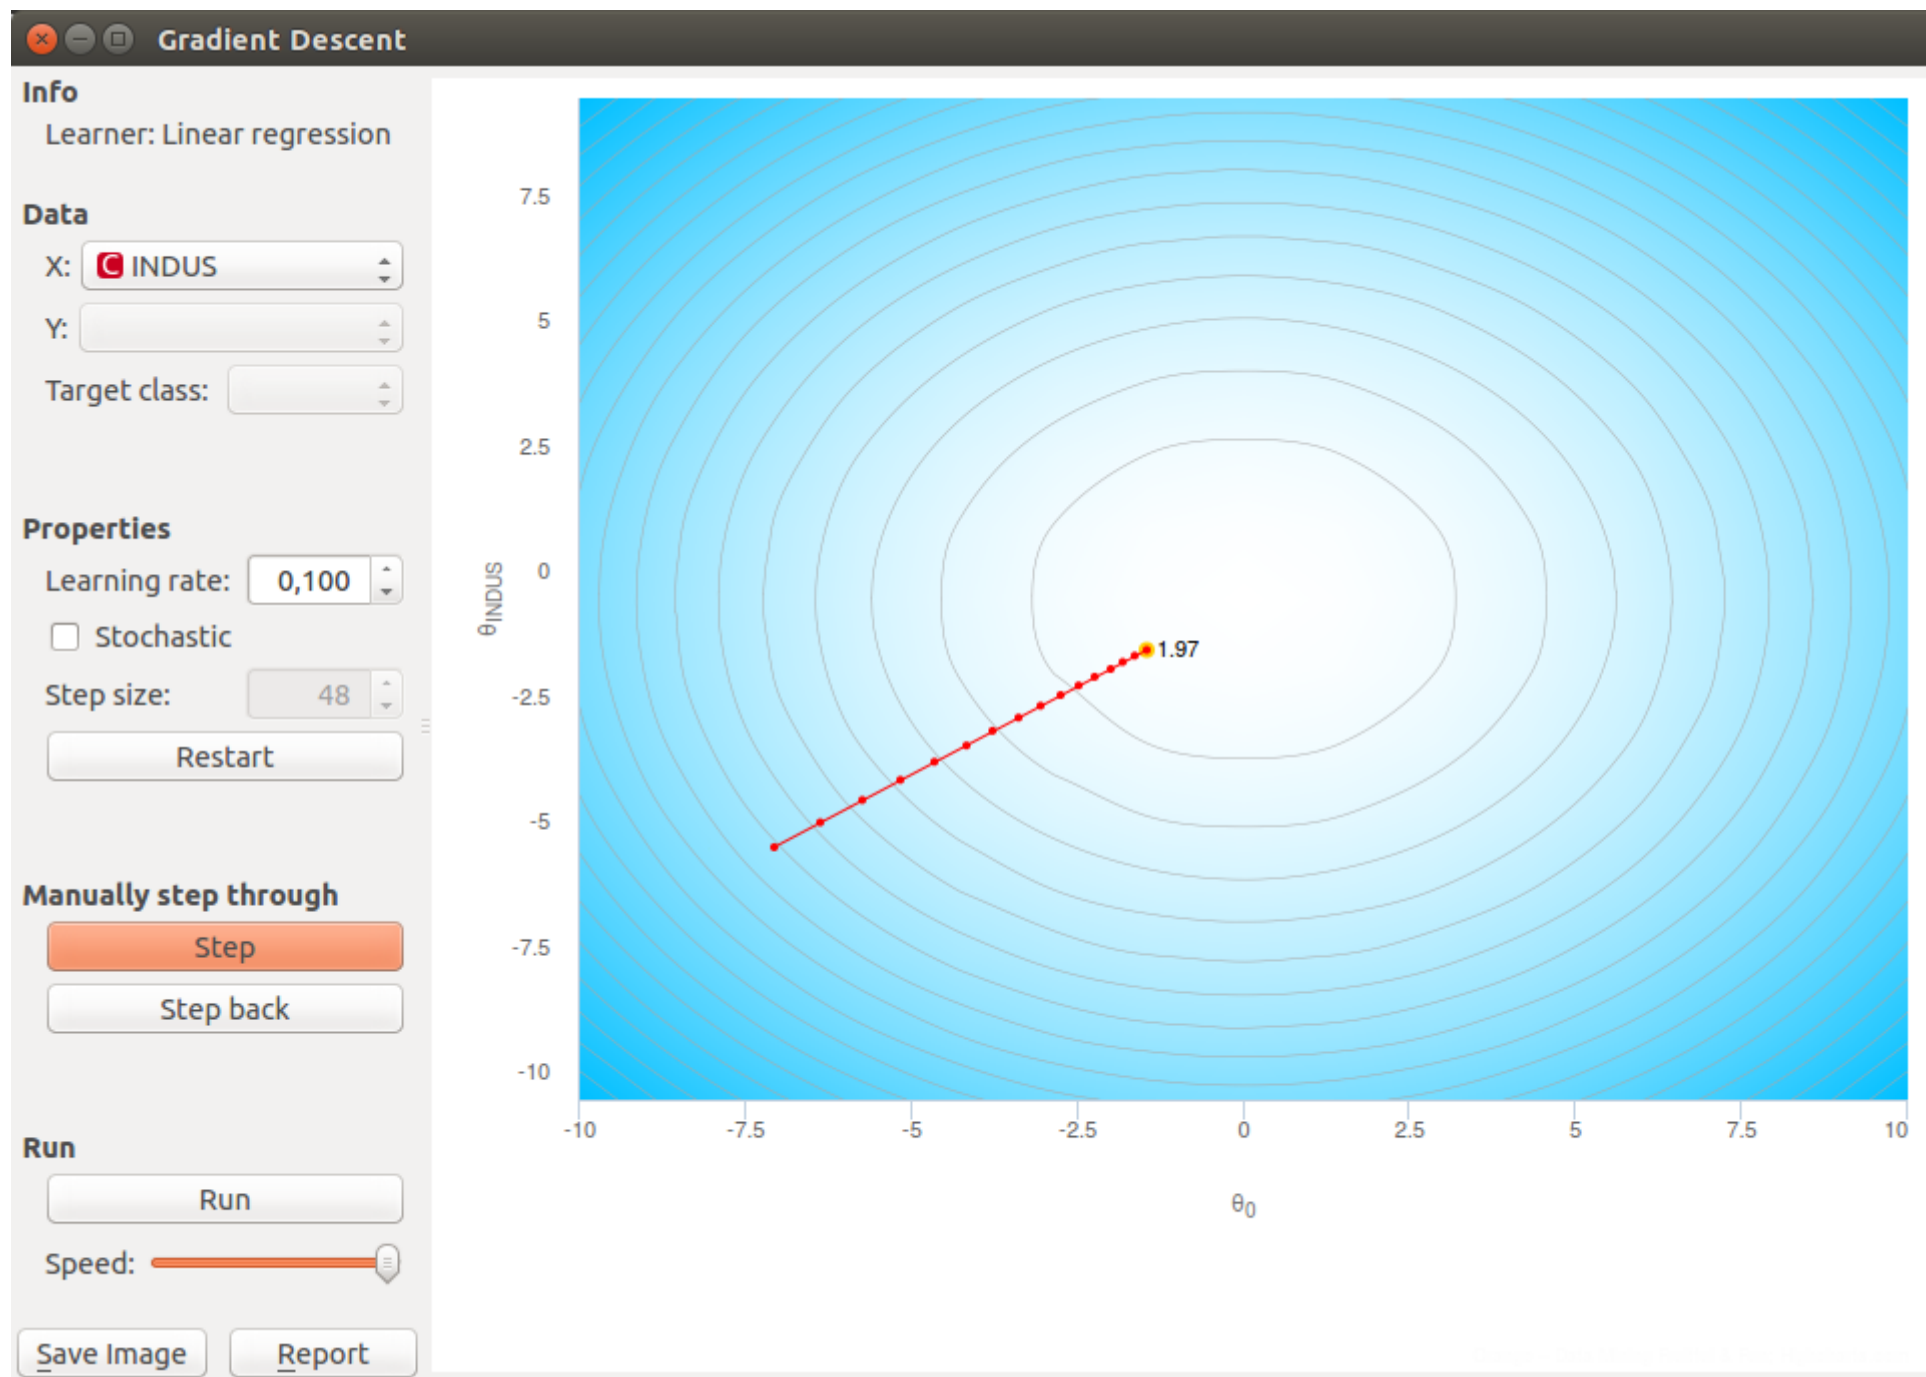 Gradient Descent
Info
Learner: Linear regression
Data
X: C INDUS
Y:
Target class:
Properties
Learning rate: 0,100
Stochastic
Step size: 48
Restart
Manually step through
Step
Step back
Run
Run
Speed:
Save Image Report
7.5
5
2.5
0
-2.5
-5
-7.5
-10
θINDUS
1.97
-10 -7.5 -5 -2.5 0 2.5 5 7.5 10
θ0